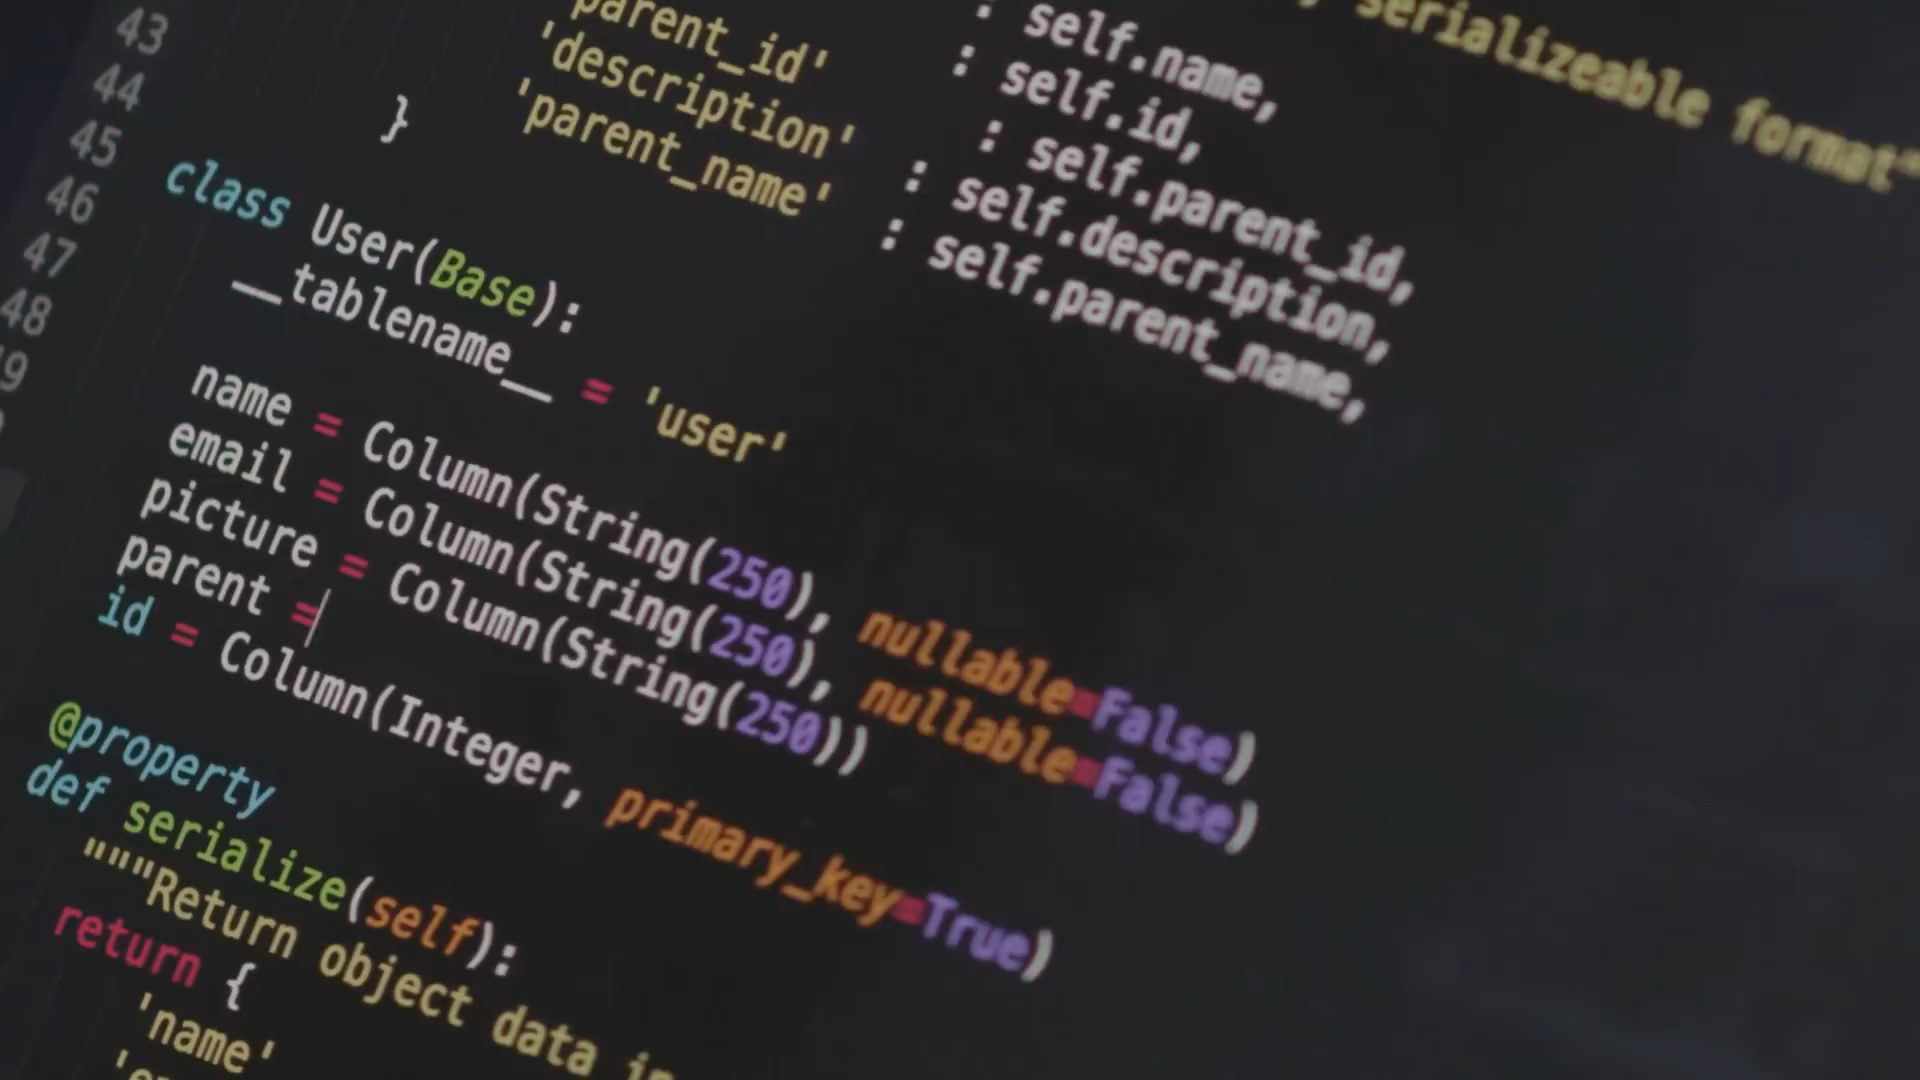 serializeable format"
: self.name,
'parent_id' : self.id,
'description' : self.parent_id,
'parent_name' : self.description,
: self.parent_name,
}
class User(Base):
__tablename__ = 'user'
name = Column(String(250), nullable=False)
email = Column(String(250), nullable=False)
picture = Column(String(250))
parent =
id = Column(Integer, primary_key=True)
@property
def serialize(self):
"""Return object data in
return {
'name'
43
44
45
46
47
48